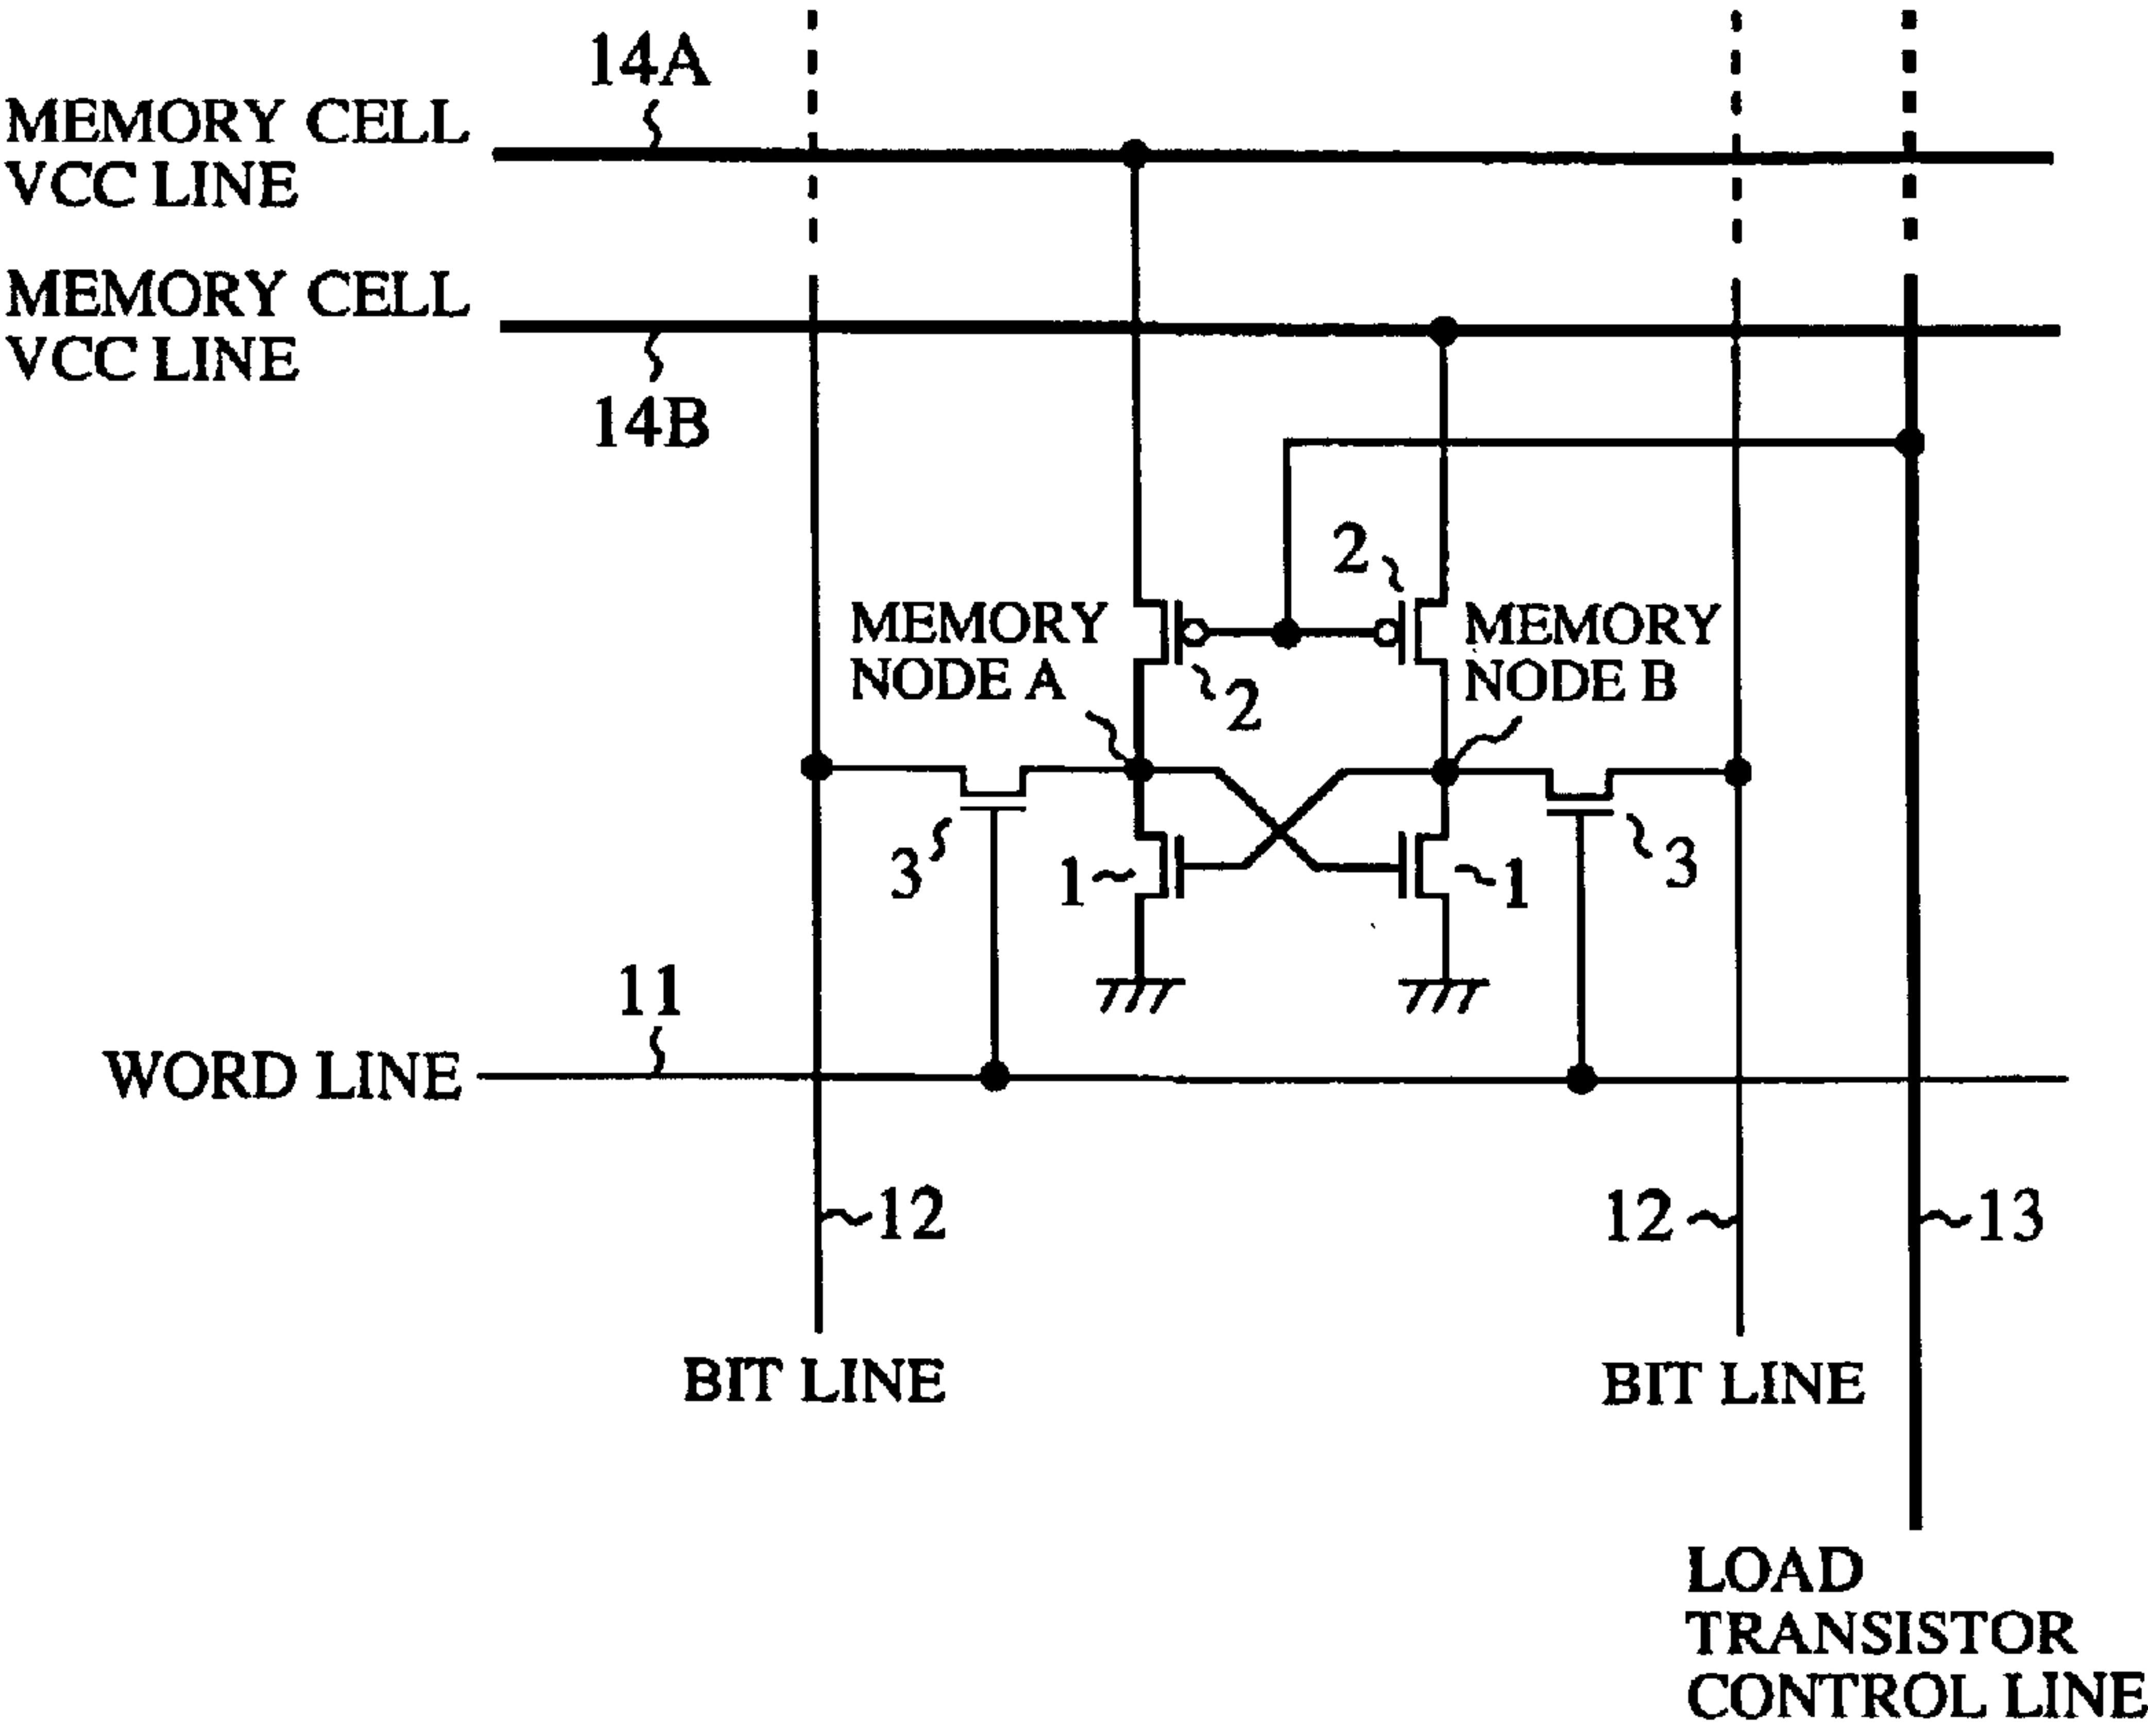 14A
MEMORY CELL
VCC LINE
MEMORY CELL
VCC LINE
14B
2
MEMORY
NODE A
MEMORY
NODE B
2
3
1
1
3
11
WORD LINE
12
12
13
BIT LINE
BIT LINE
LOAD
TRANSISTOR
CONTROL LINE